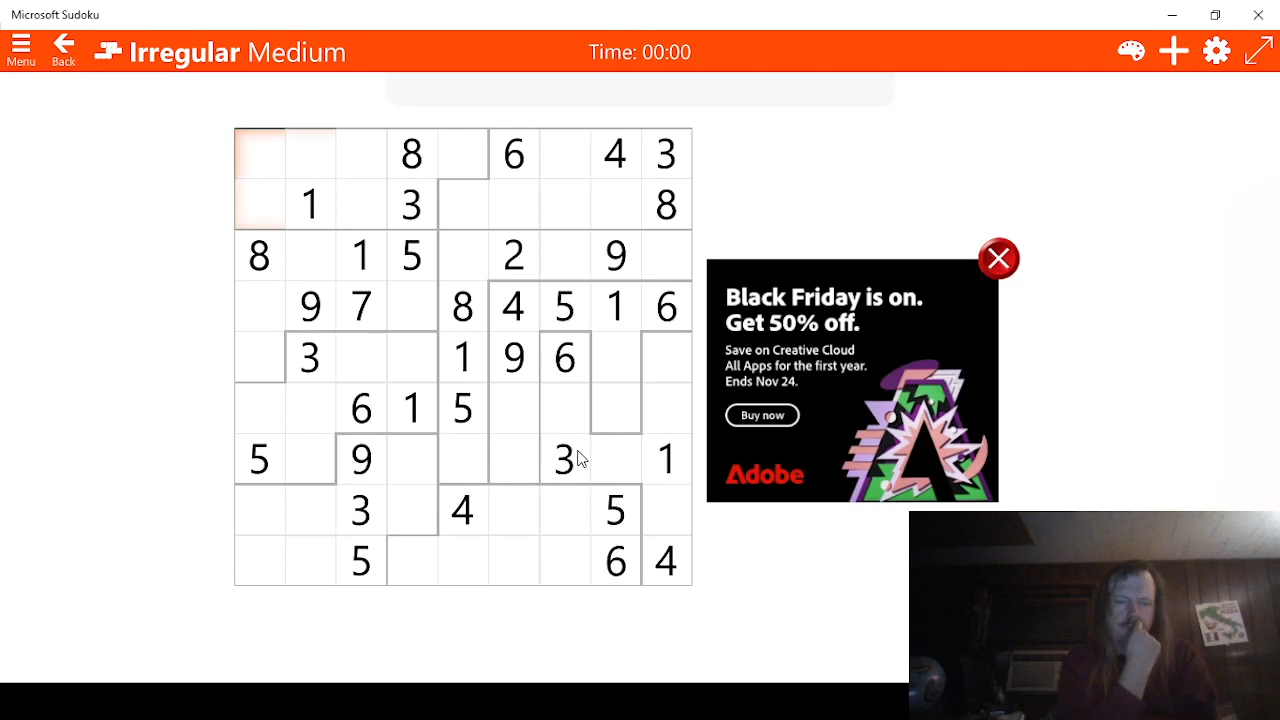 Microsoft Sudoku
Menu Back Irregular Medium Time: 00:00
8 6 4 3
1 3 8
8 1 5 2 9
9 7 8 4 5 1 6
3 1 9 6
6 1 5
5 9 3 1
3 4 5
5 6 4
Black Friday is on.
Get 50% off.
Save on Creative Cloud
All Apps for the first year.
Ends Nov 24.
Buy now
Adobe